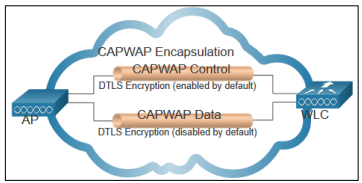 CAPWAP Encapsulation
CAPWAP Control
DTLS Encryption (enabled by default)
AP
WLC
CAPWAP Data
DTLS Encryption (disabled by default)